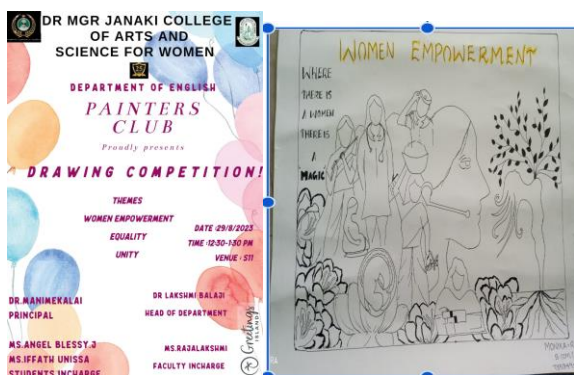 DR MGR JANAKI COLLEGE
OF ARTS AND
SCIENCE FOR WOMEN
DEPARTMENT OF ENGLISH
PAINTERS
CLUB
Proudly presents
DRAWING COMPETITION!
THEMES
WOMEN EMPOWERMENT
EQUALITY
UNITY
DATE :29/8/2023
TIME :12:30-1:30 PM
VENUE : S11
DR.MANIMEKALAI
PRINCIPAL
DR LAKSHMI BALAJI
HEAD OF DEPARTMENT
MS.ANGEL BLESSY.J
MS.IFFATH UNISSA
STUDENTS INCHARGE
MS.RAJALAKSHMI
FACULTY INCHARGE
Greetings
ISLAND
WOMEN EMPOWERMENT
WHERE
THERE IS
A WOMEN
THERE IS
A
MAGIC